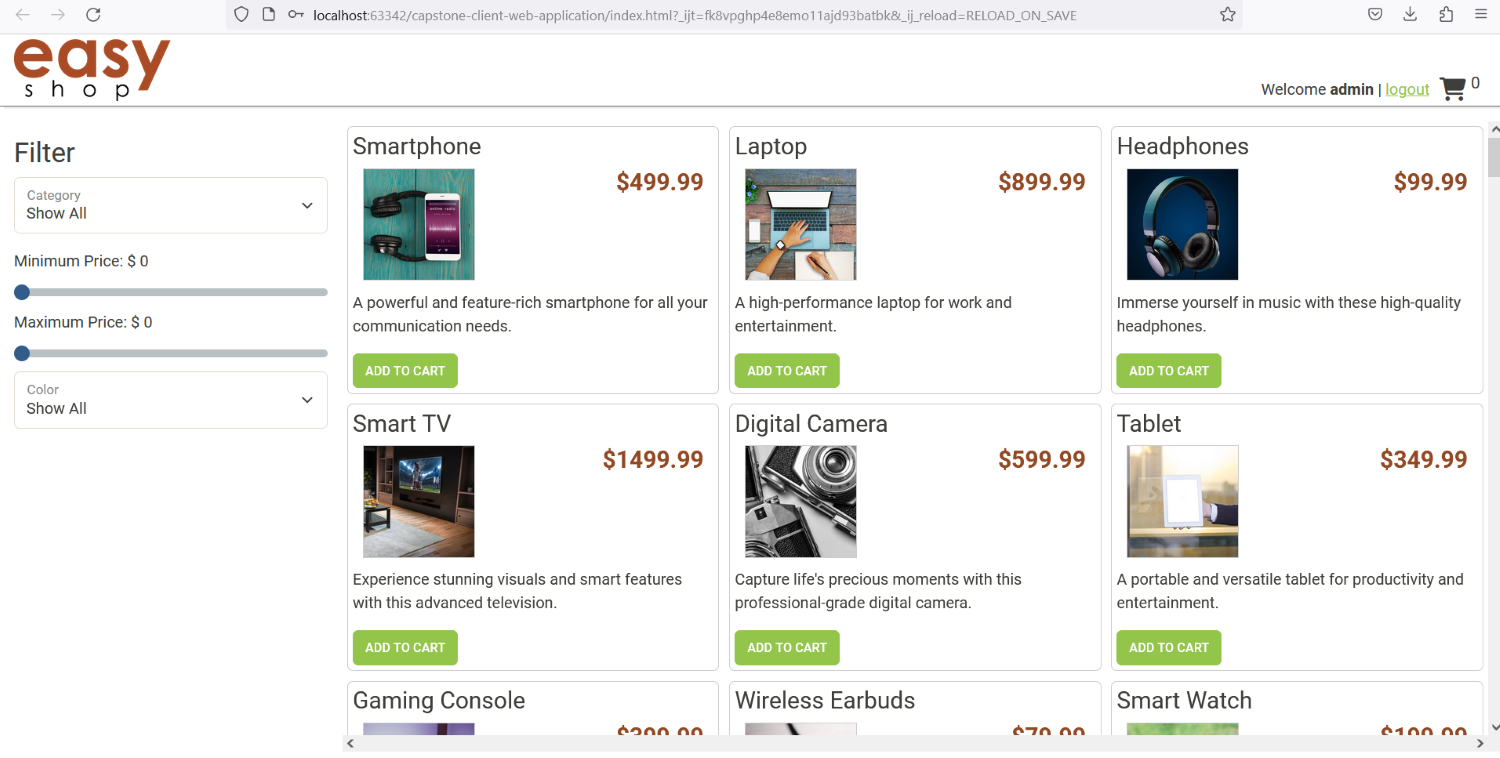 localhost:63342/capstone-client-web-application/index.html?_ijt=fk8vpghp4e8emo11ajd93batbk&_ij_reload=RELOAD_ON_SAVE
easy
shop
Welcome admin | logout
0
Filter
Category
Show All
Minimum Price: $ 0
Maximum Price: $ 0
Color
Show All
Smartphone
$499.99
A powerful and feature-rich smartphone for all your
communication needs.
ADD TO CART
Laptop
$899.99
A high-performance laptop for work and
entertainment.
ADD TO CART
Headphones
$99.99
Immerse yourself in music with these high-quality
headphones.
ADD TO CART
Smart TV
$1499.99
Experience stunning visuals and smart features
with this advanced television.
ADD TO CART
Digital Camera
$599.99
Capture life's precious moments with this
professional-grade digital camera.
ADD TO CART
Tablet
$349.99
A portable and versatile tablet for productivity and
entertainment.
ADD TO CART
Gaming Console
$399.99
Wireless Earbuds
$79.99
Smart Watch
$199.99